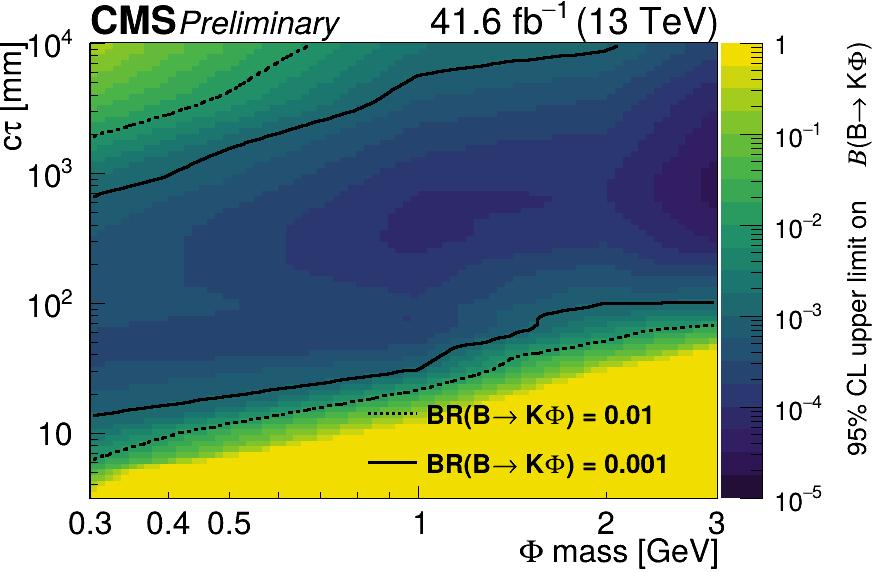 CMS Preliminary 41.6 fb⁻¹ (13 TeV)
cτ [mm]
10⁴
10³
10²
10
0.3 0.4 0.5 1 2 3
Φ mass [GeV]
BR(B→ KΦ) = 0.01
BR(B→ KΦ) = 0.001
1
10⁻¹
10⁻²
10⁻³
10⁻⁴
10⁻⁵
95% CL upper limit on B(B→ KΦ)